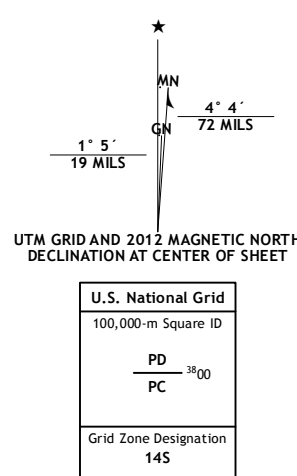 ★
MN
4° 4´
72 MILS
GN
1° 5´
19 MILS
UTM GRID AND 2012 MAGNETIC NORTH
DECLINATION AT CENTER OF SHEET
U.S. National Grid
100,000-m Square ID
PD
3800
PC
Grid Zone Designation
14S